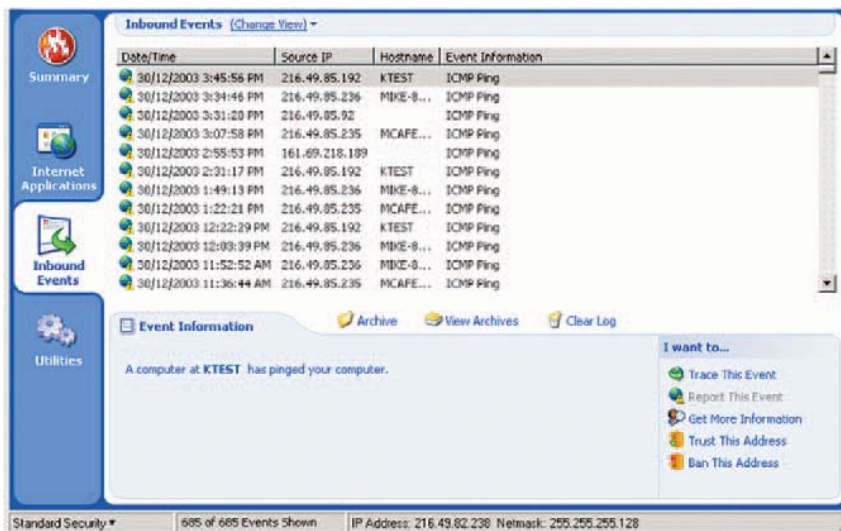 Inbound Events (Change View)
Summary
Internet Applications
Inbound Events
Utilities
Date/Time Source IP Hostname Event Information
30/12/2003 3:45:56 PM 216.49.85.192 KTEST ICMP Ping
30/12/2003 3:34:46 PM 216.49.85.236 MIKE-8... ICMP Ping
30/12/2003 3:31:20 PM 216.49.85.92 ICMP Ping
30/12/2003 3:07:58 PM 216.49.85.235 MCAFE... ICMP Ping
30/12/2003 2:55:53 PM 161.69.218.189 ICMP Ping
30/12/2003 2:31:17 PM 216.49.85.192 KTEST ICMP Ping
30/12/2003 1:49:13 PM 216.49.85.236 MIKE-8... ICMP Ping
30/12/2003 1:22:21 PM 216.49.85.235 MCAFE... ICMP Ping
30/12/2003 12:22:29 PM 216.49.85.192 KTEST ICMP Ping
30/12/2003 12:03:39 PM 216.49.85.236 MIKE-8... ICMP Ping
30/12/2003 11:52:52 AM 216.49.85.236 MIKE-8... ICMP Ping
30/12/2003 11:36:44 AM 216.49.85.235 MCAFE... ICMP Ping
Event Information
Archive View Archives Clear Log
A computer at KTEST has pinged your computer.
I want to...
Trace This Event
Report This Event
Get More Information
Trust This Address
Ban This Address
Standard Security 685 of 685 Events Shown IP Address: 216.49.82.238 Netmask: 255.255.255.128